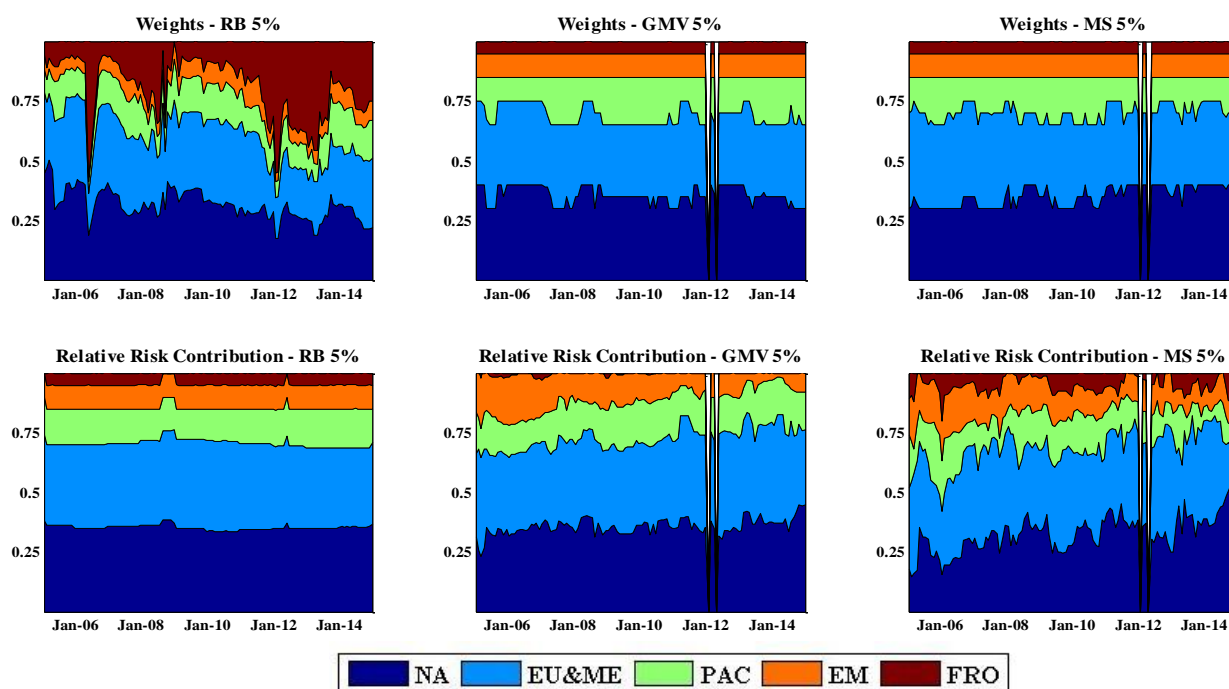 Weights - RB 5%
Weights - GMV 5%
Weights - MS 5%
0.75
0.5
0.25
Jan-06 Jan-08 Jan-10 Jan-12 Jan-14
0.75
0.5
0.25
Jan-06 Jan-08 Jan-10 Jan-12 Jan-14
0.75
0.5
0.25
Jan-06 Jan-08 Jan-10 Jan-12 Jan-14
Relative Risk Contribution - RB 5%
Relative Risk Contribution - GMV 5%
Relative Risk Contribution - MS 5%
0.75
0.5
0.25
Jan-06 Jan-08 Jan-10 Jan-12 Jan-14
0.75
0.5
0.25
Jan-06 Jan-08 Jan-10 Jan-12 Jan-14
0.75
0.5
0.25
Jan-06 Jan-08 Jan-10 Jan-12 Jan-14
NA EU&ME PAC EM FRO